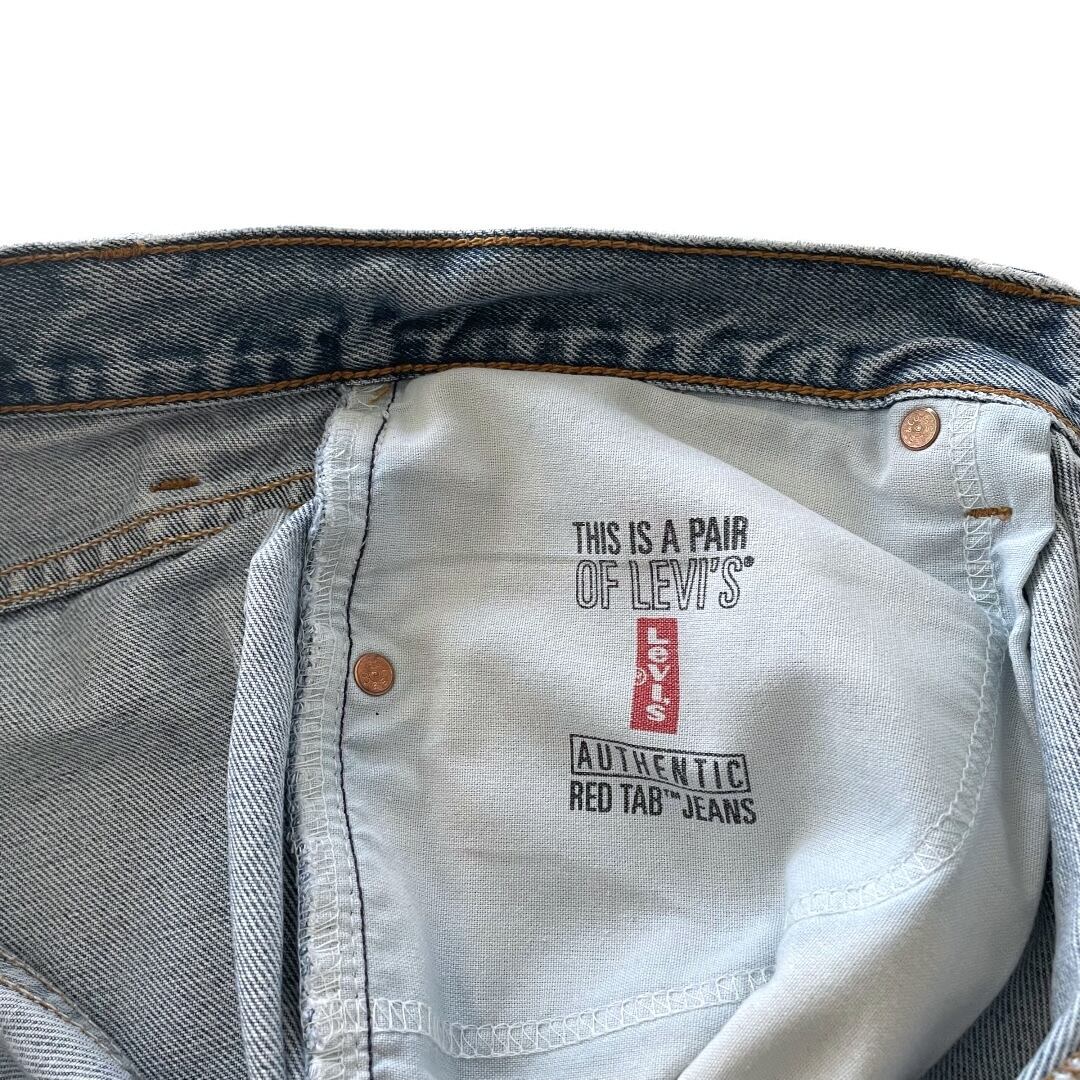 THIS IS A PAIR
OF LEVI'S®
LEVI'S®
AUTHENTIC
RED TAB™ JEANS